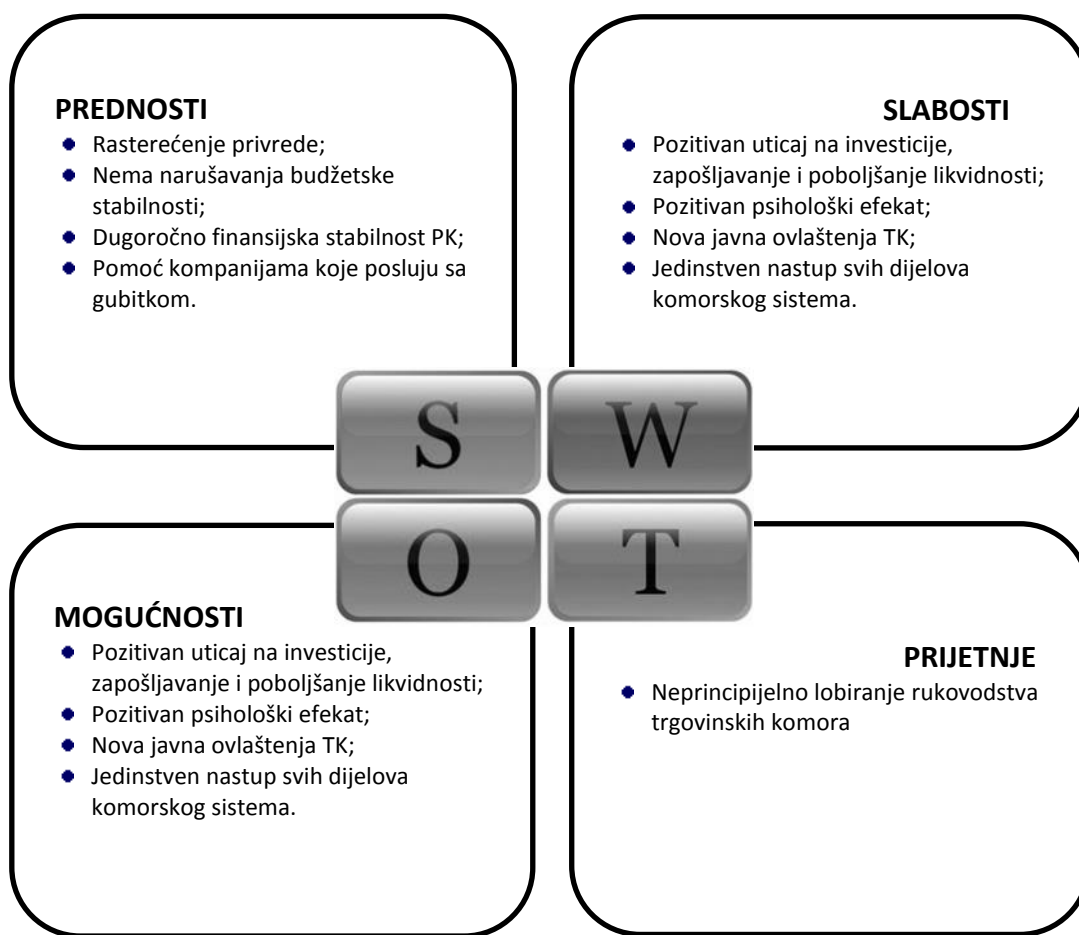 PREDNOSTI
Rasterećenje privrede;
Nema narušavanja budžetske
stabilnosti;
Dugoročno finansijska stabilnost PK;
Pomoć kompanijama koje posluju sa
gubitkom.
SLABOSTI
Pozitivan uticaj na investicije,
zapošljavanje i poboljšanje likvidnosti;
Pozitivan psihološki efekat;
Nova javna ovlaštenja TK;
Jedinstven nastup svih dijelova
komorskog sistema.
S
W
O
T
MOGUĆNOSTI
Pozitivan uticaj na investicije,
zapošljavanje i poboljšanje likvidnosti;
Pozitivan psihološki efekat;
Nova javna ovlaštenja TK;
Jedinstven nastup svih dijelova
komorskog sistema.
PRIJETNJE
Neprincipijelno lobiranje rukovodstva
trgovinskih komora